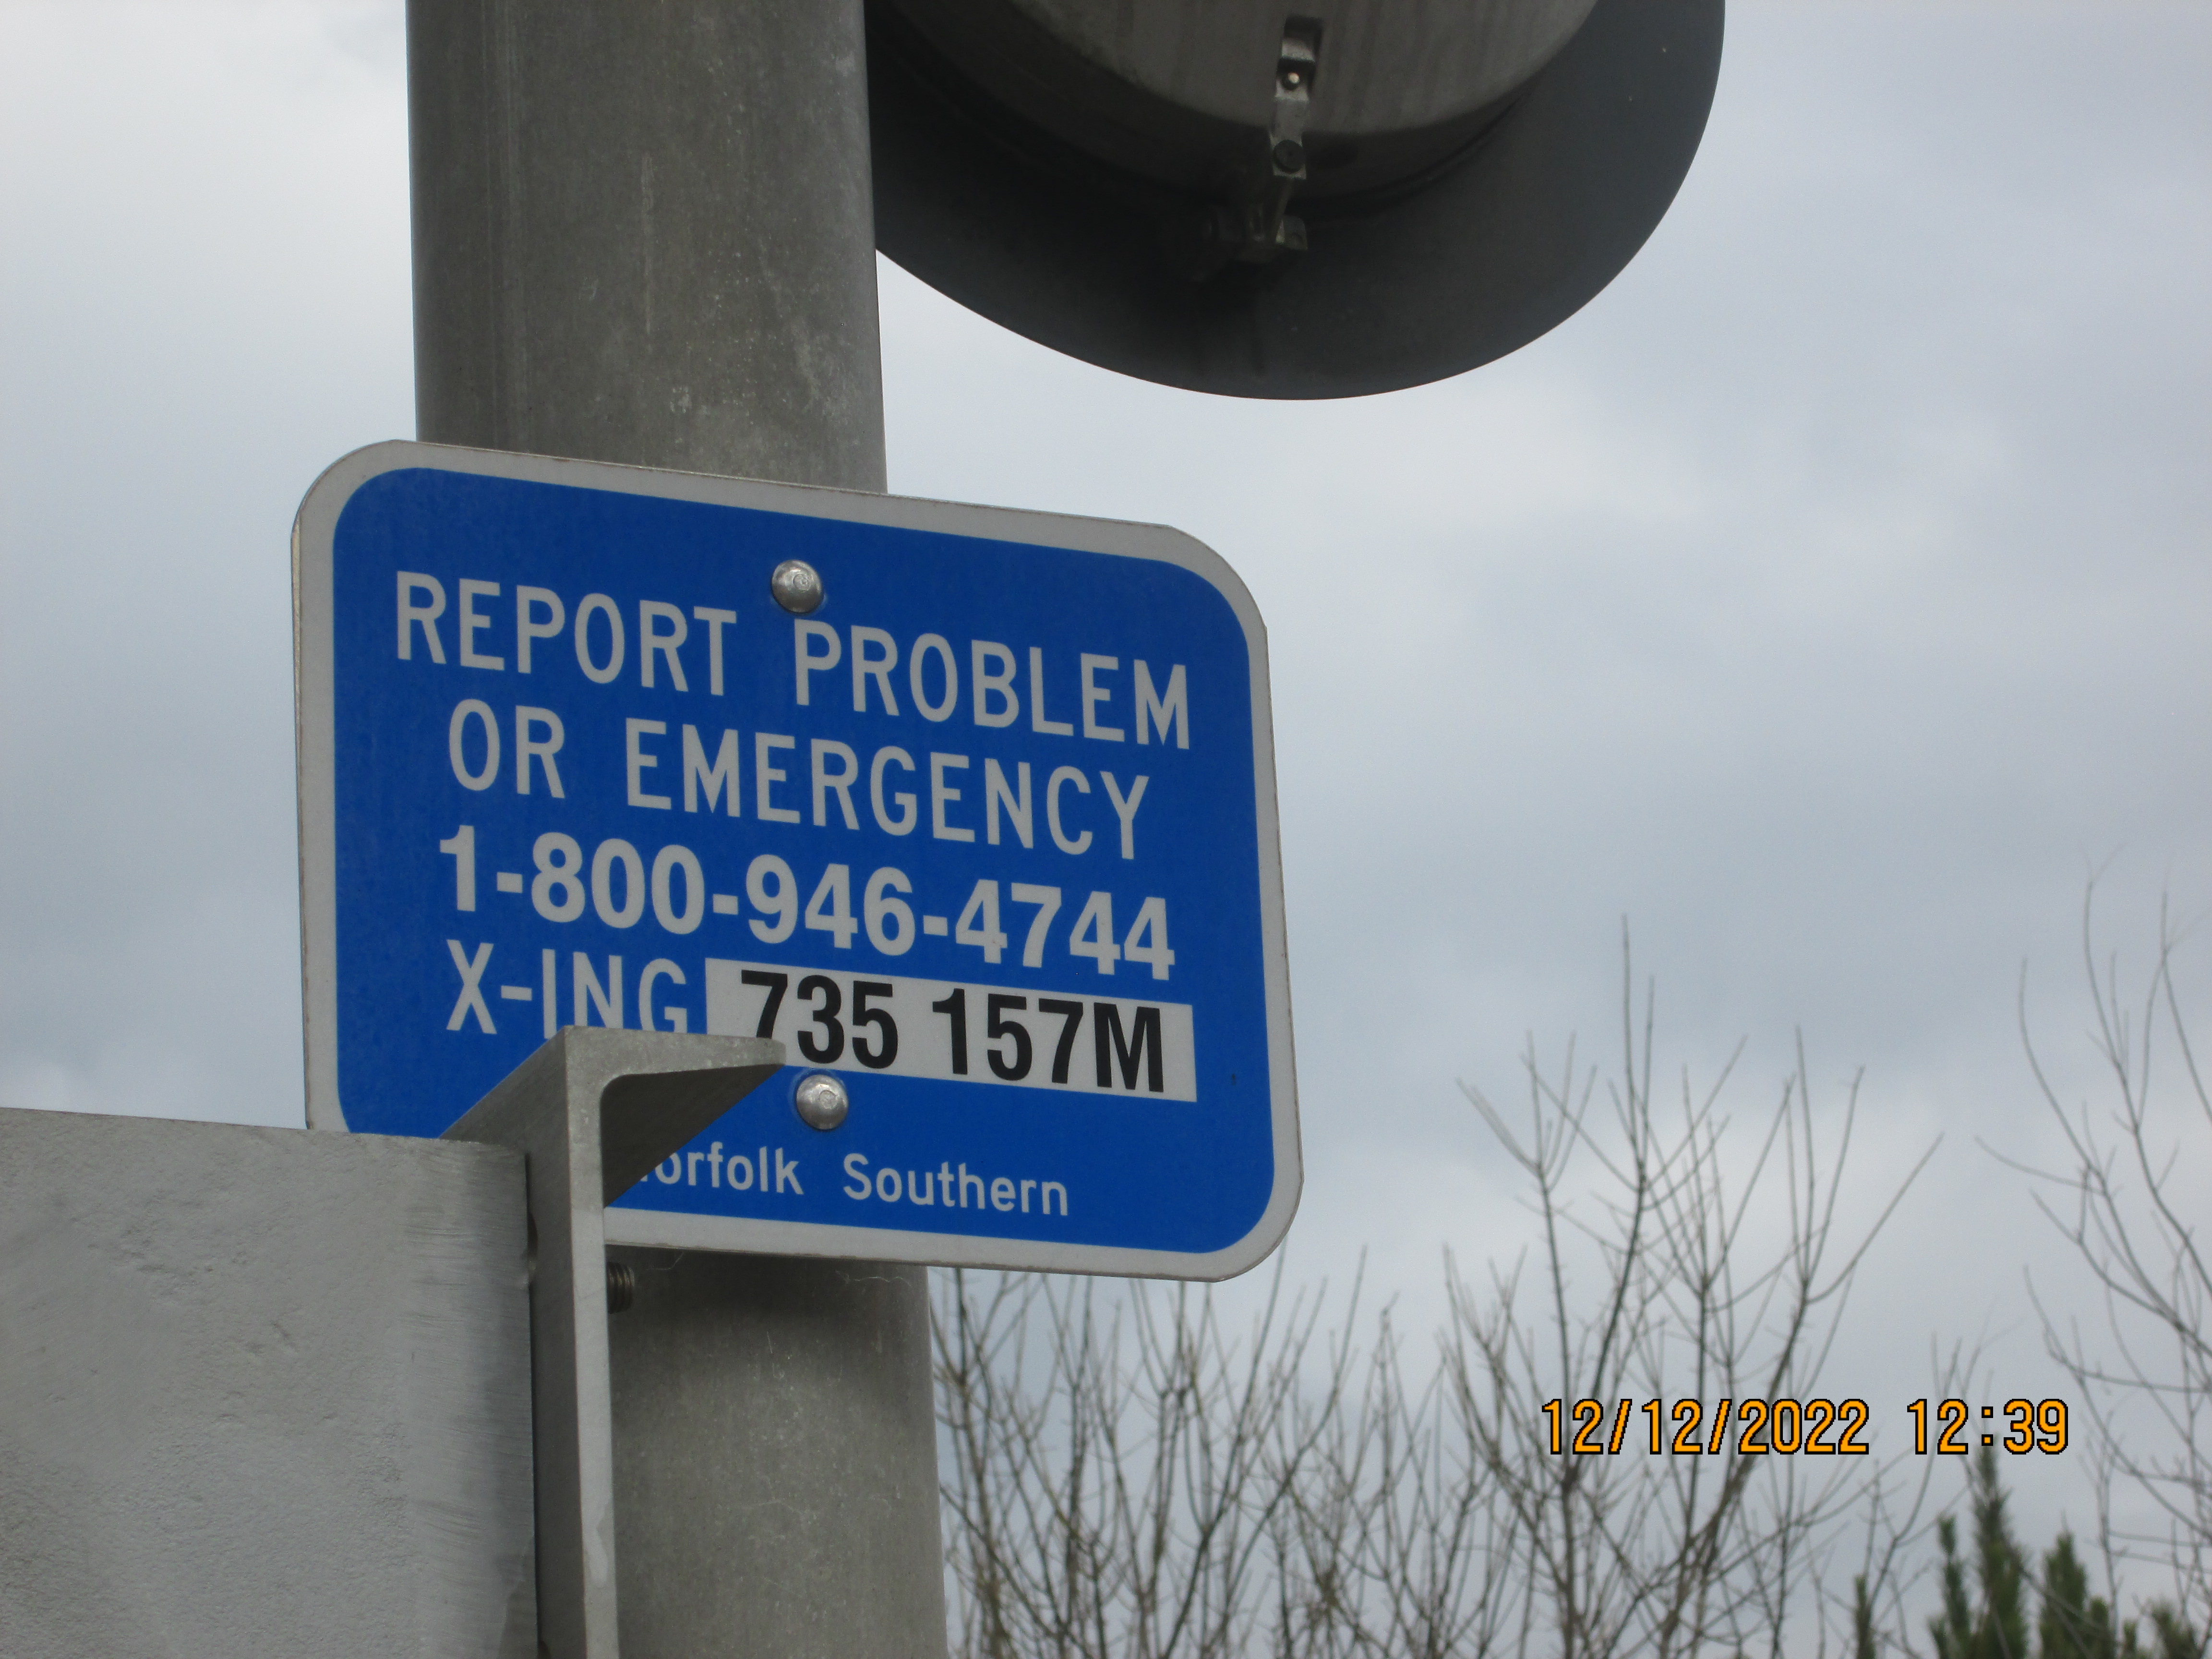 REPORT PROBLEM
OR EMERGENCY
1-800-946-4744
X-ING 735 157M
orfolk Southern
12/12/2022 12:39